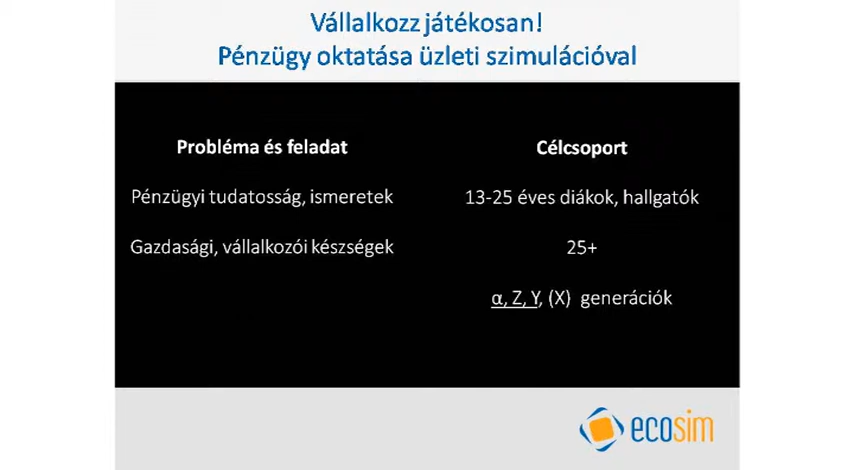 Vállalkozz játékosan!
Pénzügy oktatása üzleti szimulációval
Probléma és feladat
Pénzügyi tudatosság, ismeretek
Gazdasági, vállalkozói készségek
Célcsoport
13-25 éves diákok, hallgatók
25+
α, Z, Y, (X) generációk
ecosim